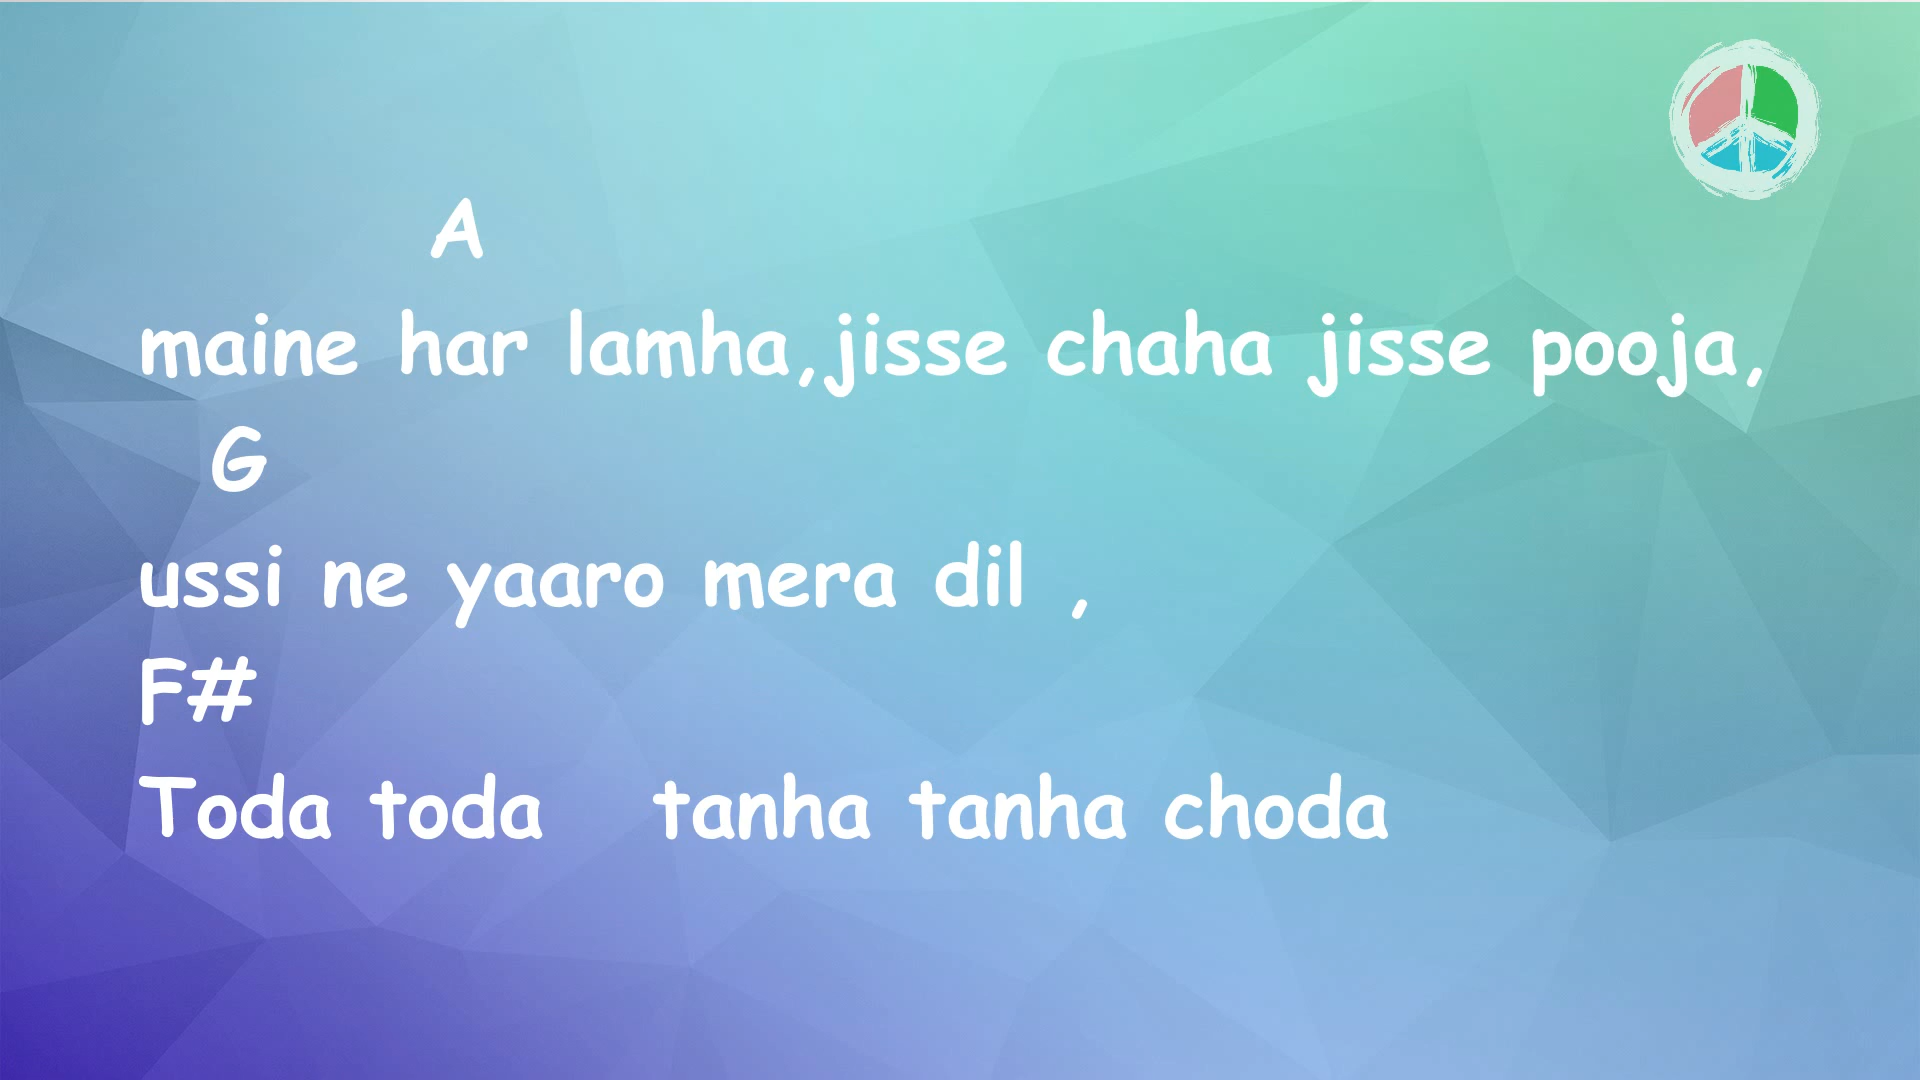 A
maine har lamha,jisse chaha jisse pooja,
G
ussi ne yaaro mera dil ,
F#
Toda toda tanha tanha choda